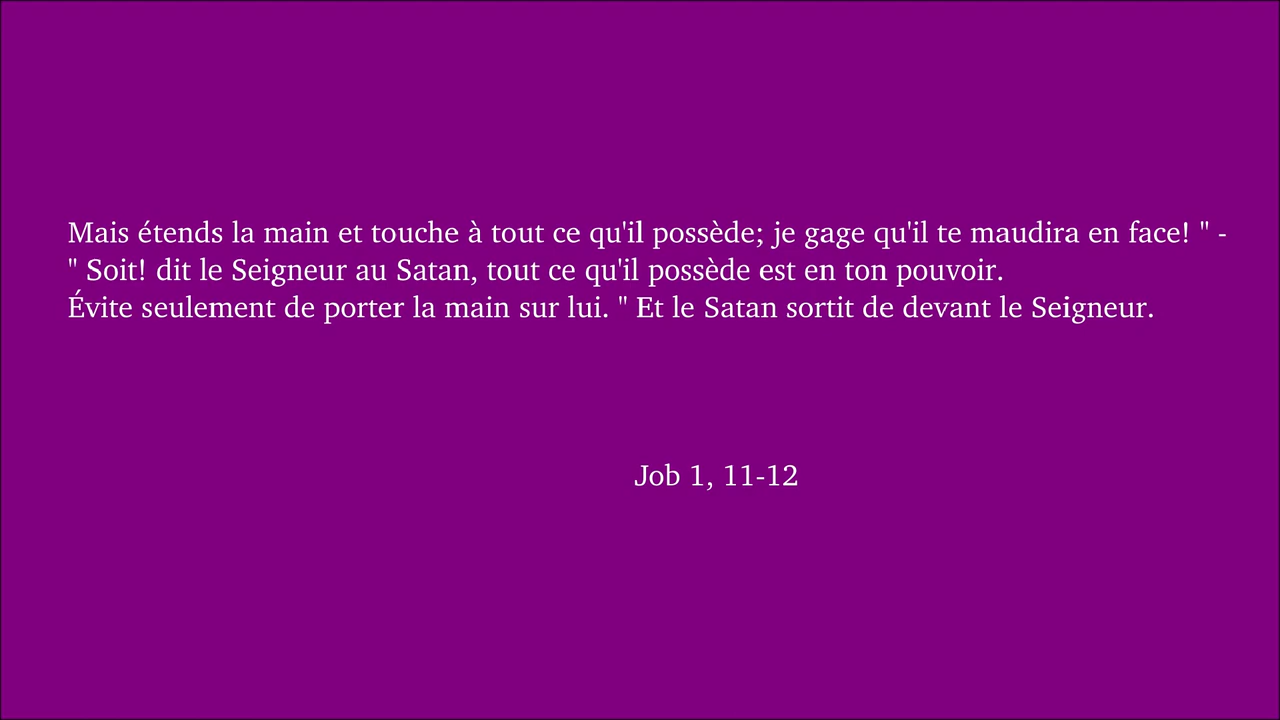 Mais étends la main et touche à tout ce qu'il possède; je gage qu'il te maudira en face! " -
" Soit! dit le Seigneur au Satan, tout ce qu'il possède est en ton pouvoir.
Évite seulement de porter la main sur lui. " Et le Satan sortit de devant le Seigneur.
Job 1, 11-12